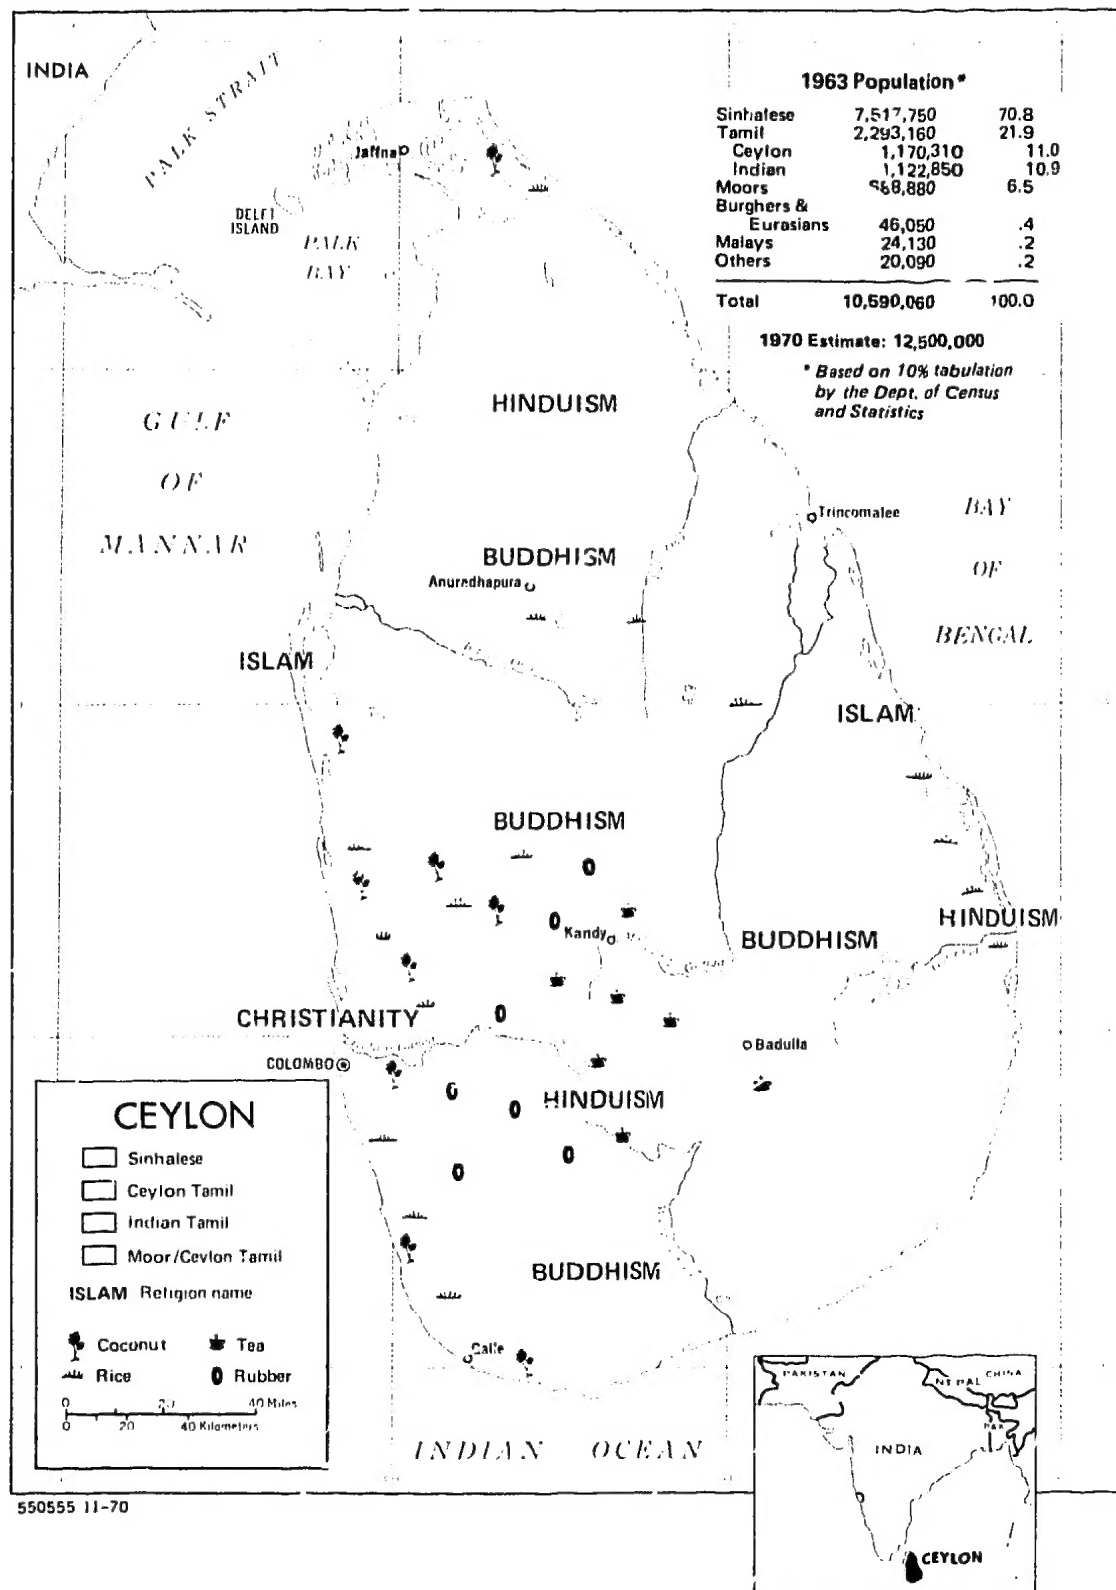 INDIA
PALK STRAIT
Jaffna
DELFT
ISLAND
PALK
BAY
1963 Population*
Sinhalese 7,517,750 70.8
Tamil 2,293,160 21.9
Ceylon 1,170,310 11.0
Indian 1,122,850 10.9
Moors 88,880 6.5
Burghers &
Eurasians 46,050 .4
Malays 24,130 .2
Others 20,090 .2
Total 10,590,060 100.0
1970 Estimate: 12,500,000
* Based on 10% tabulation
by the Dept. of Census
and Statistics
GULF
OF
MANNAR
HINDUISM
Trincomalee
BAY
OF
BENGAL
BUDDHISM
Anuradhapura
ISLAM
ISLAM
BUDDHISM
HINDUISM
Kandy
BUDDHISM
CHRISTIANITY
COLOMBO
Badulla
HINDUISM
BUDDHISM
Galle
INDIAN OCEAN
CEYLON
Sinhalese
Ceylon Tamil
Indian Tamil
Moor/Ceylon Tamil
ISLAM Religion name
Coconut Tea
Rice Rubber
0 20 40 Miles
0 20 40 Kilometers
550555 11-70
PAKISTAN
NEPAL
CHINA
PAK
INDIA
CEYLON